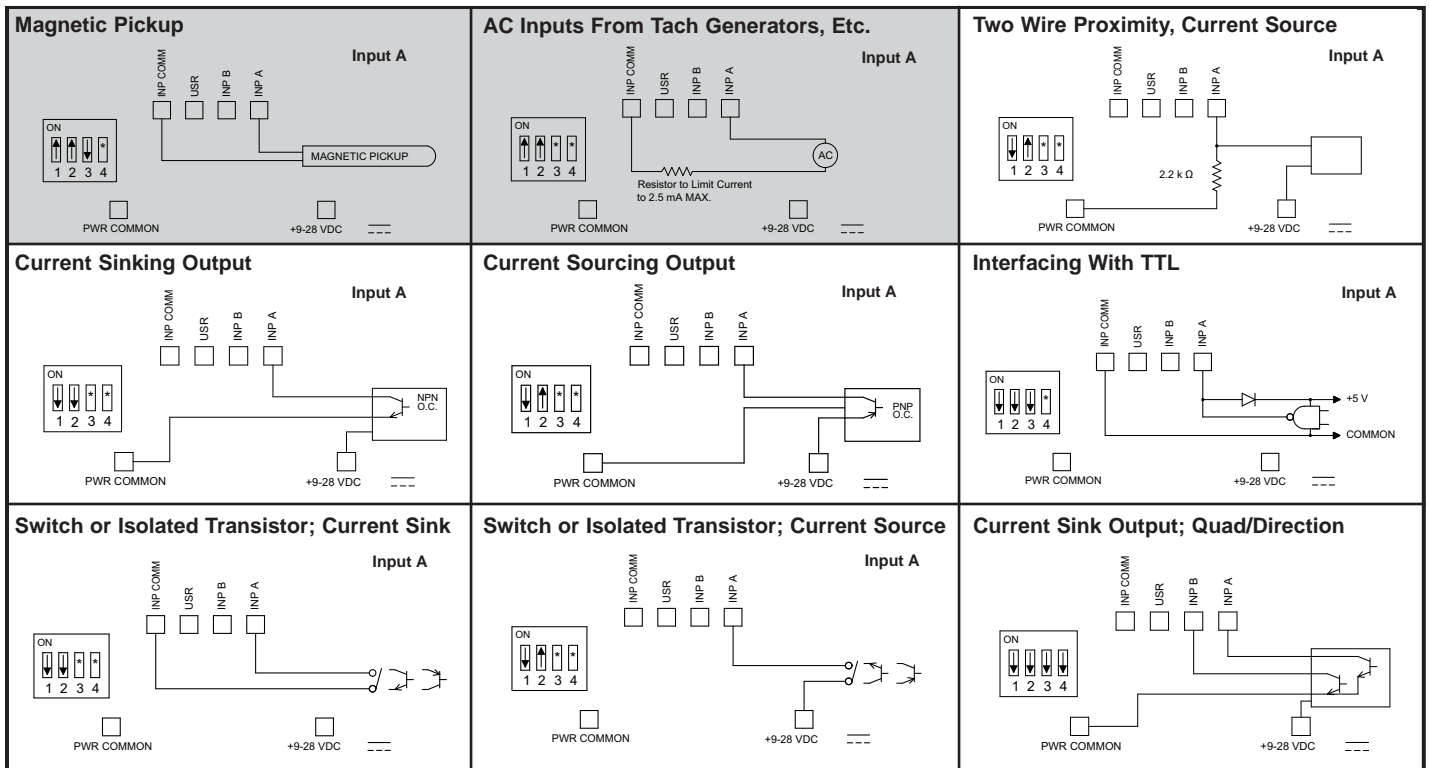 Magnetic Pickup
Input A
INP COMM
USR
INP B
INP A
ON
* 
1 2 3 4
MAGNETIC PICKUP
PWR COMMON
+9-28 VDC
AC Inputs From Tach Generators, Etc.
Input A
INP COMM
USR
INP B
INP A
ON
* *
1 2 3 4
AC
Resistor to Limit Current
to 2.5 mA MAX.
PWR COMMON
+9-28 VDC
Two Wire Proximity, Current Source
Input A
INP COMM
USR
INP B
INP A
ON
* *
1 2 3 4
2.2 k Ω
PWR COMMON
+9-28 VDC
Current Sinking Output
Input A
INP COMM
USR
INP B
INP A
ON
* *
1 2 3 4
NPN
O.C.
PWR COMMON
+9-28 VDC
Current Sourcing Output
Input A
INP COMM
USR
INP B
INP A
ON
* *
1 2 3 4
PNP
O.C.
PWR COMMON
+9-28 VDC
Interfacing With TTL
Input A
INP COMM
USR
INP B
INP A
ON
*
1 2 3 4
+5 V
COMMON
PWR COMMON
+9-28 VDC
Switch or Isolated Transistor; Current Sink
Input A
INP COMM
USR
INP B
INP A
ON
* *
1 2 3 4
PWR COMMON
+9-28 VDC
Switch or Isolated Transistor; Current Source
Input A
INP COMM
USR
INP B
INP A
ON
* *
1 2 3 4
PWR COMMON
+9-28 VDC
Current Sink Output; Quad/Direction
INP COMM
USR
INP B
INP A
ON
1 2 3 4
PWR COMMON
+9-28 VDC